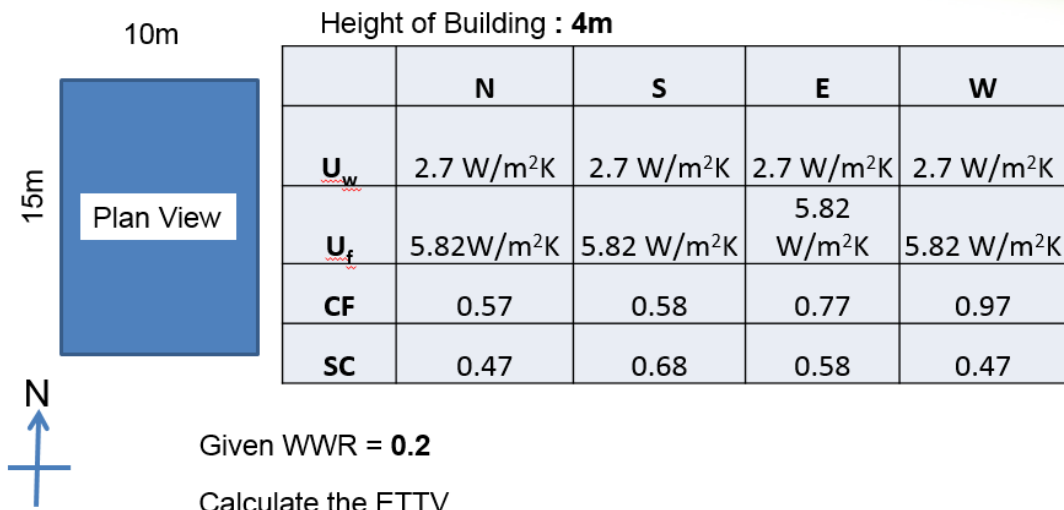 10m
Height of Building : 4m
15m
Plan View
N
N S E W
U_w 2.7 W/m²K 2.7 W/m²K 2.7 W/m²K 2.7 W/m²K
U_f 5.82W/m²K 5.82 W/m²K 5.82 W/m²K 5.82 W/m²K
CF 0.57 0.58 0.77 0.97
SC 0.47 0.68 0.58 0.47
Given WWR = 0.2
Calculate the ETTV